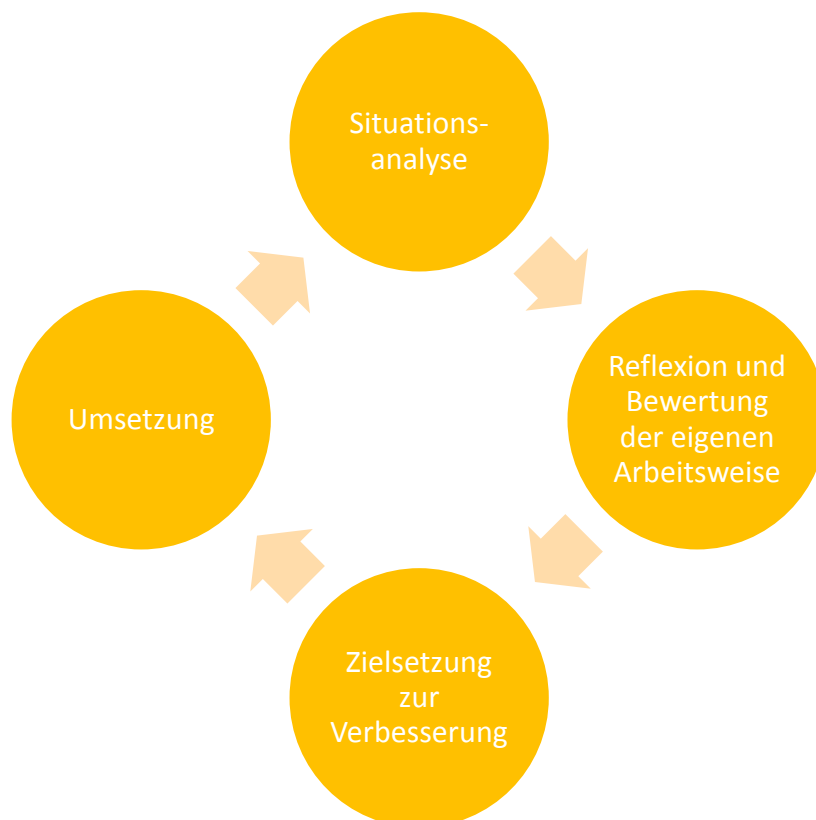 Situations-
analyse
Reflexion und
Bewertung
der eigenen
Arbeitsweise
Zielsetzung
zur
Verbesserung
Umsetzung